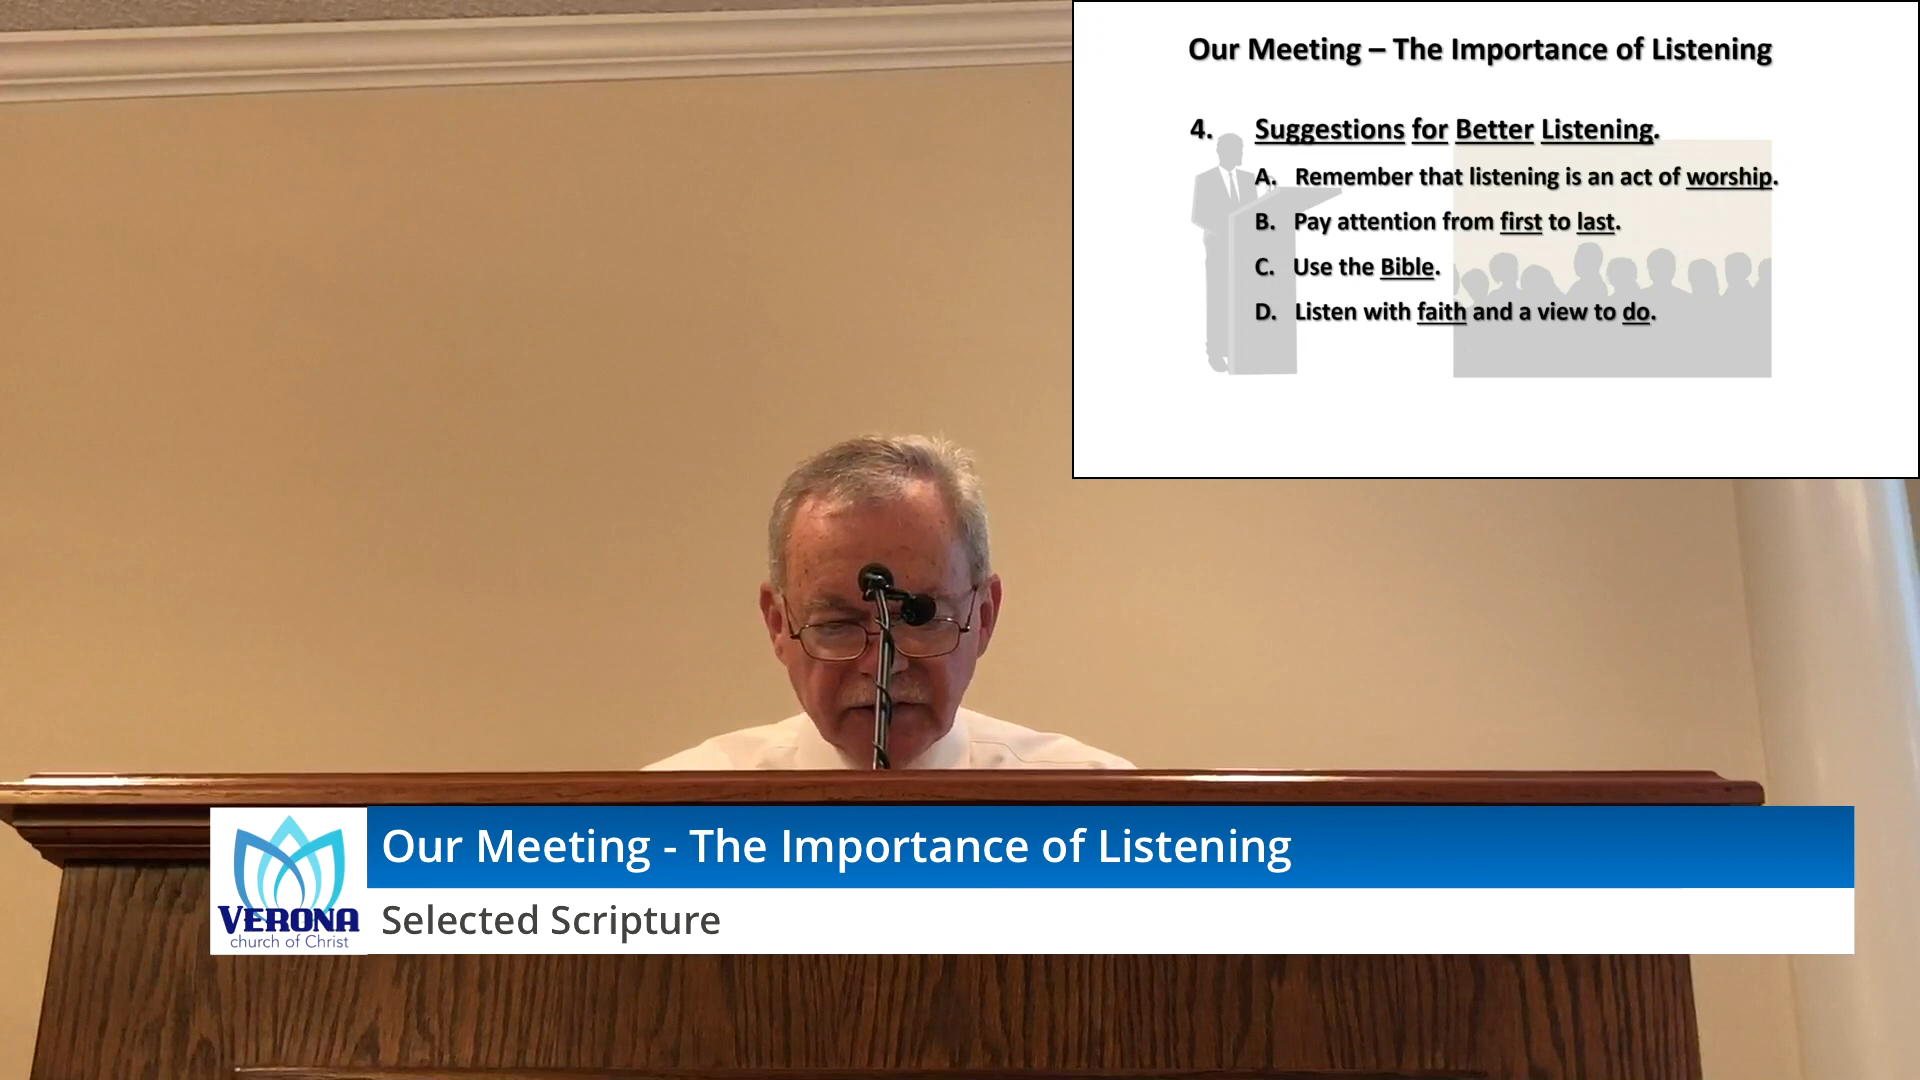 Our Meeting – The Importance of Listening
4. Suggestions for Better Listening.
A. Remember that listening is an act of worship.
B. Pay attention from first to last.
C. Use the Bible.
D. Listen with faith and a view to do.
Our Meeting - The Importance of Listening
VERONA
church of Christ
Selected Scripture